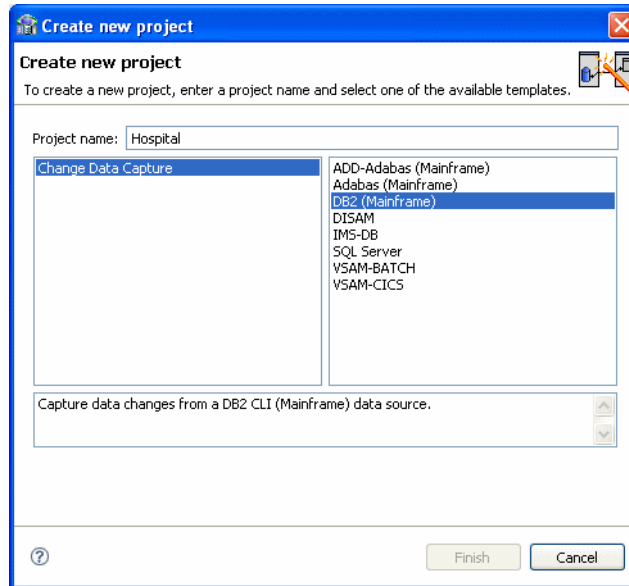 Create new project
Create new project
To create a new project, enter a project name and select one of the available templates.
Project name: Hospital
Change Data Capture
ADD-Adabas (Mainframe)
Adabas (Mainframe)
DB2 (Mainframe)
DISAM
IMS-DB
SQL Server
VSAM-BATCH
VSAM-CICS
Capture data changes from a DB2 CLI (Mainframe) data source.
Finish
Cancel